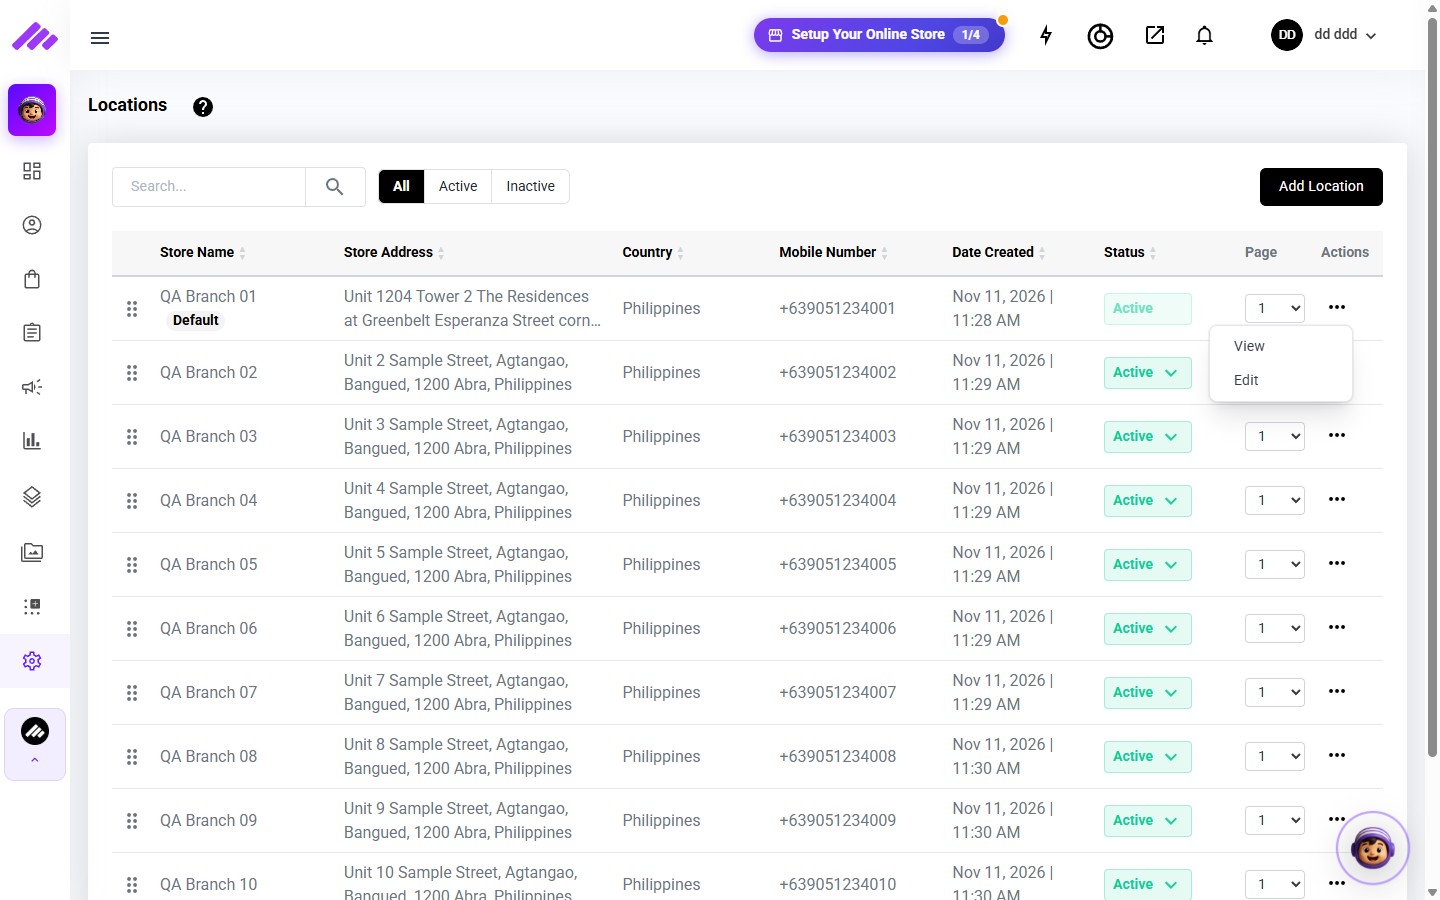 Setup Your Online Store 1/4
DD dd ddd
Locations ?
Search...
All Active Inactive
Add Location
Store Name Store Address Country Mobile Number Date Created Status Page Actions
QA Branch 01
Default
Unit 1204 Tower 2 The Residences
at Greenbelt Esperanza Street corn...
Philippines
+639051234001
Nov 11, 2026 |
11:28 AM
Active
1
View
Edit
QA Branch 02
Unit 2 Sample Street, Agtangao,
Bangued, 1200 Abra, Philippines
Philippines
+639051234002
Nov 11, 2026 |
11:29 AM
Active
QA Branch 03
Unit 3 Sample Street, Agtangao,
Bangued, 1200 Abra, Philippines
Philippines
+639051234003
Nov 11, 2026 |
11:29 AM
Active
1
QA Branch 04
Unit 4 Sample Street, Agtangao,
Bangued, 1200 Abra, Philippines
Philippines
+639051234004
Nov 11, 2026 |
11:29 AM
Active
1
QA Branch 05
Unit 5 Sample Street, Agtangao,
Bangued, 1200 Abra, Philippines
Philippines
+639051234005
Nov 11, 2026 |
11:29 AM
Active
1
QA Branch 06
Unit 6 Sample Street, Agtangao,
Bangued, 1200 Abra, Philippines
Philippines
+639051234006
Nov 11, 2026 |
11:29 AM
Active
1
QA Branch 07
Unit 7 Sample Street, Agtangao,
Bangued, 1200 Abra, Philippines
Philippines
+639051234007
Nov 11, 2026 |
11:29 AM
Active
1
QA Branch 08
Unit 8 Sample Street, Agtangao,
Bangued, 1200 Abra, Philippines
Philippines
+639051234008
Nov 11, 2026 |
11:30 AM
Active
1
QA Branch 09
Unit 9 Sample Street, Agtangao,
Bangued, 1200 Abra, Philippines
Philippines
+639051234009
Nov 11, 2026 |
11:30 AM
Active
1
QA Branch 10
Unit 10 Sample Street, Agtangao,
Bangued, 1200 Abra, Philippines
Philippines
+639051234010
Nov 11, 2026 |
11:30 AM
Active
1